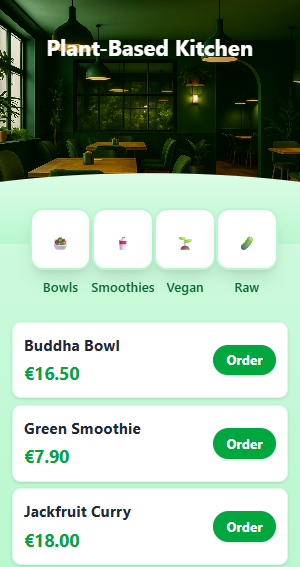 Plant-Based Kitchen
Bowls
Smoothies
Vegan
Raw
Buddha Bowl
€16.50
Order
Green Smoothie
€7.90
Order
Jackfruit Curry
€18.00
Order